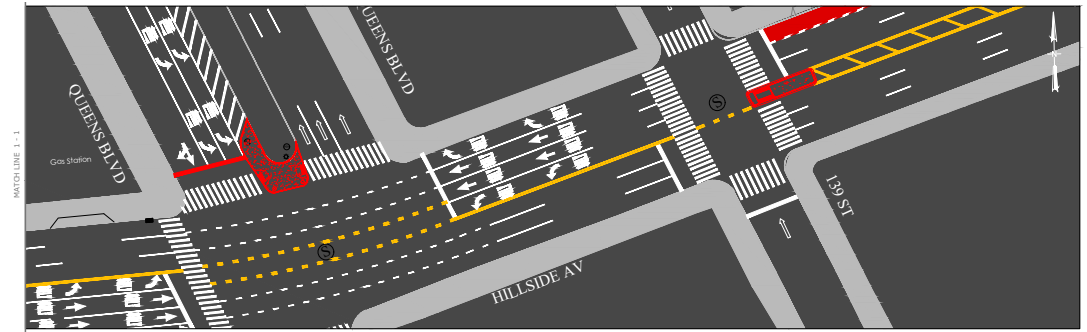 QUEENS BLVD
QUEENS BLVD
Gas Station
MATCH LINE 1 - 1
S
S
139 ST
HILLSIDE AV